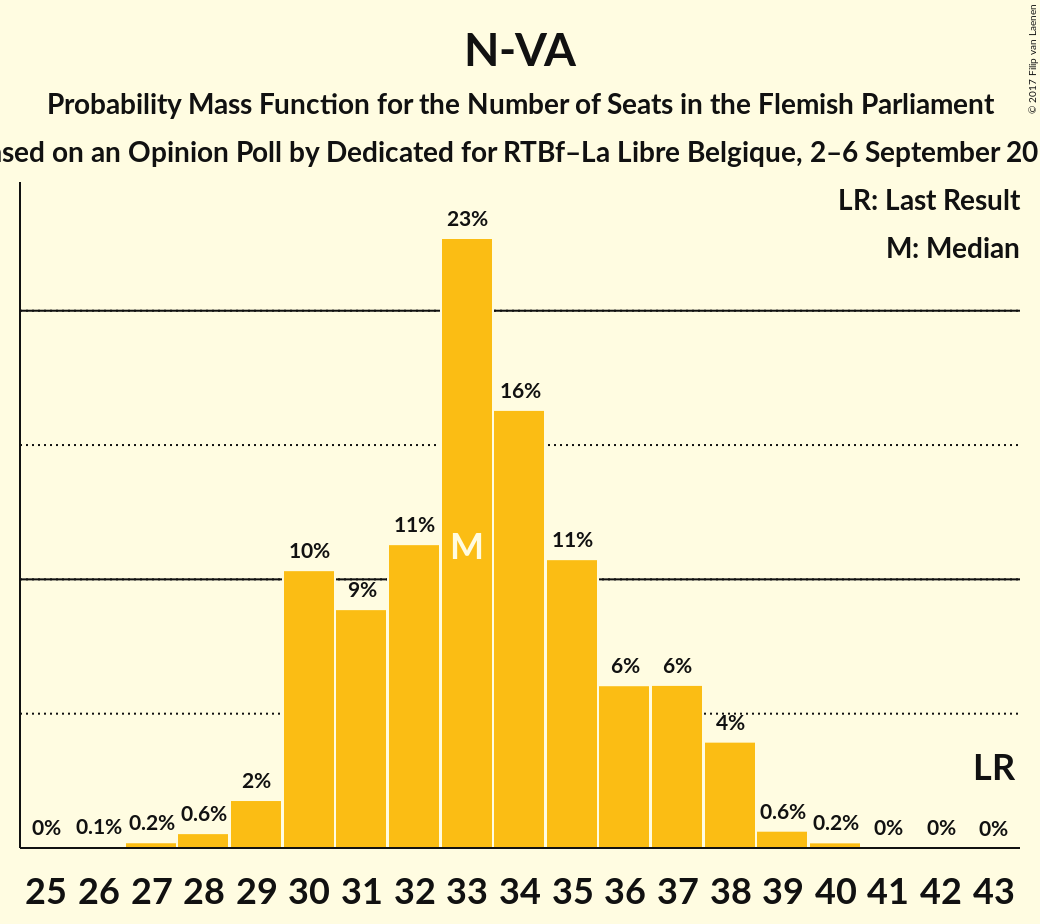 N-VA
Probability Mass Function for the Number of Seats in the Flemish Parliament
on an Opinion Poll by Dedicated for RTBf–La Libre Belgique, 2–6 September
© 2017 Filip van Laenen
LR: Last Result
M: Median
23%
16%
11%
11%
10%
9%
6%
6%
4%
2%
0.6%
0.6%
0.2%
0.2%
0.1%
0%
0%
0%
0%
M
LR
25 26 27 28 29 30 31 32 33 34 35 36 37 38 39 40 41 42 43